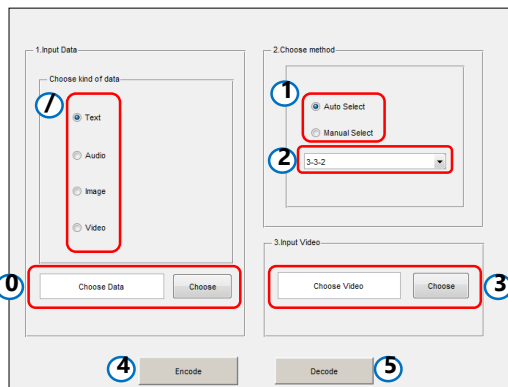 1.Input Data
Choose kind of data
/
Text
Audio
Image
Video
0
Choose Data
Choose
2.Choose method
1
Auto Select
Manual Select
2
3-3-2
3.Input Video
Choose Video
Choose
3
4
Encode
Decode
5